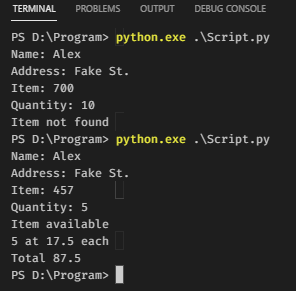 TERMINAL PROBLEMS OUTPUT DEBUG CONSOLE
PS D:\Program> python.exe .\Script.py
Name: Alex
Address: Fake St.
Item: 700
Quantity: 10
Item not found
PS D:\Program> python.exe .\Script.py
Name: Alex
Address: Fake St.
Item: 457
Quantity: 5
Item available
5 at 17.5 each
Total 87.5
PS D:\Program>